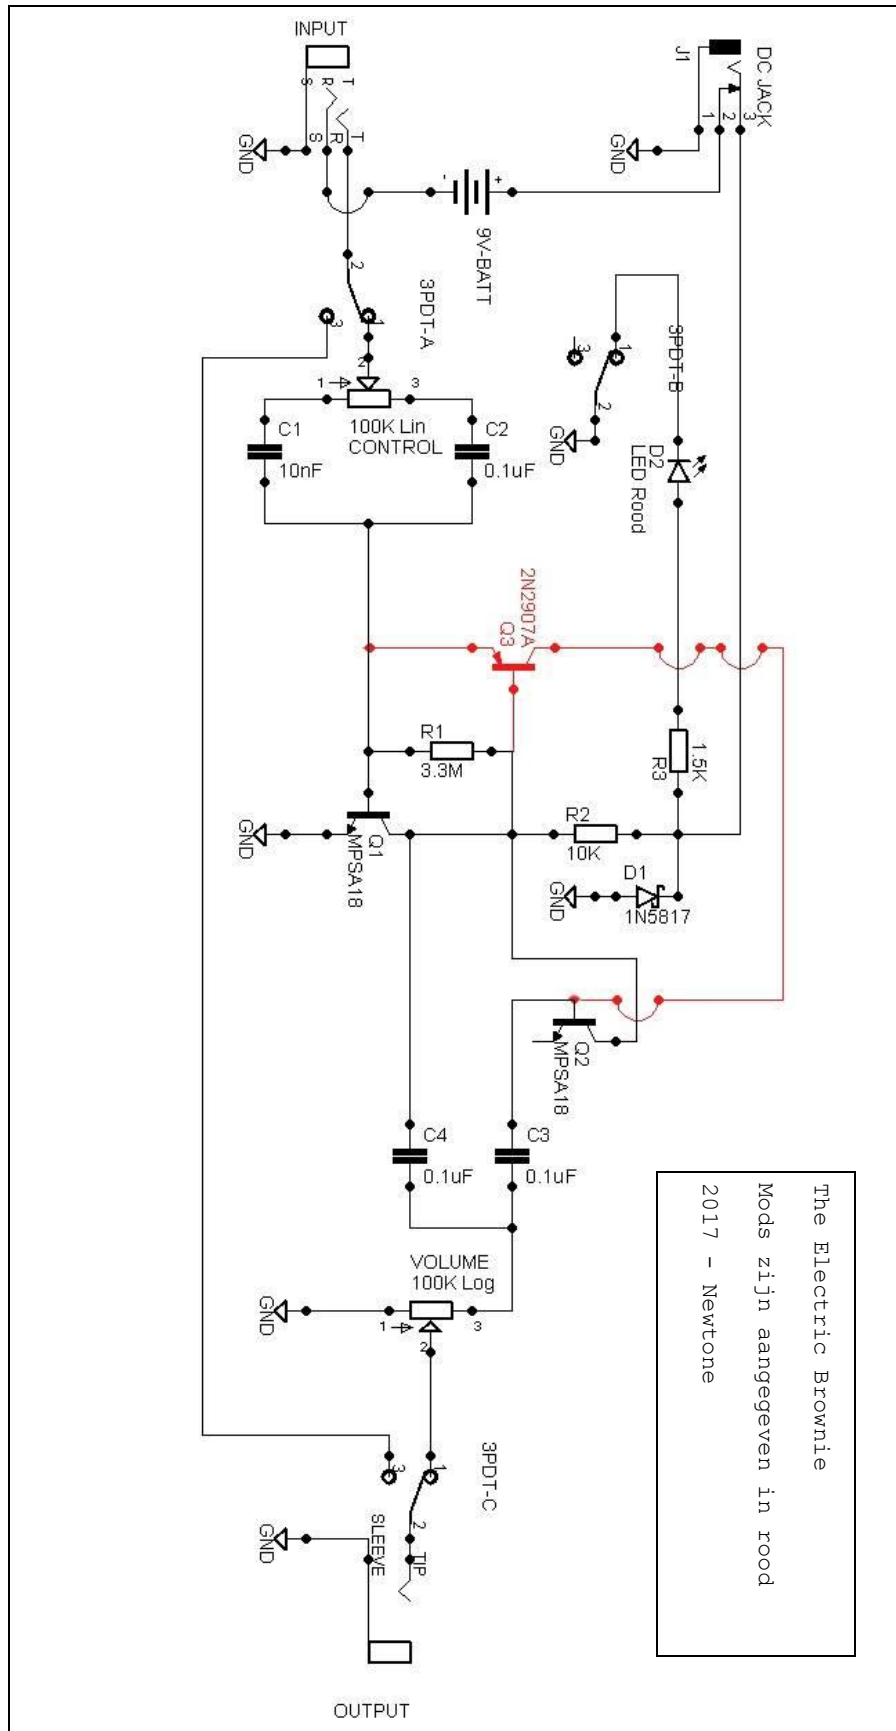 INPUT
S R T
S R T
GND
J1
DC JACK
1 2 3
GND
- +
9V-BATT
2
3PDT-A
3 1
3PDT-B
3 1
2
GND
1 2 3
100K Lin
CONTROL
C1
10nF
C2
0.1uF
D2
LED Rood
2N2907A
Q3
R1
3.3M
1.5K
R3
GND
Q1
MPSA18
R2
10K
D1
GND
1N5817
Q2
MPSA18
C4
0.1uF
C3
0.1uF
VOLUME
100K Log
GND
1 2 3
3PDT-C
3 1
2
GND
SLEEVE
TIP
OUTPUT
The Electric Brownie
Mods zijn aangegeven in rood
2017 - Newtone